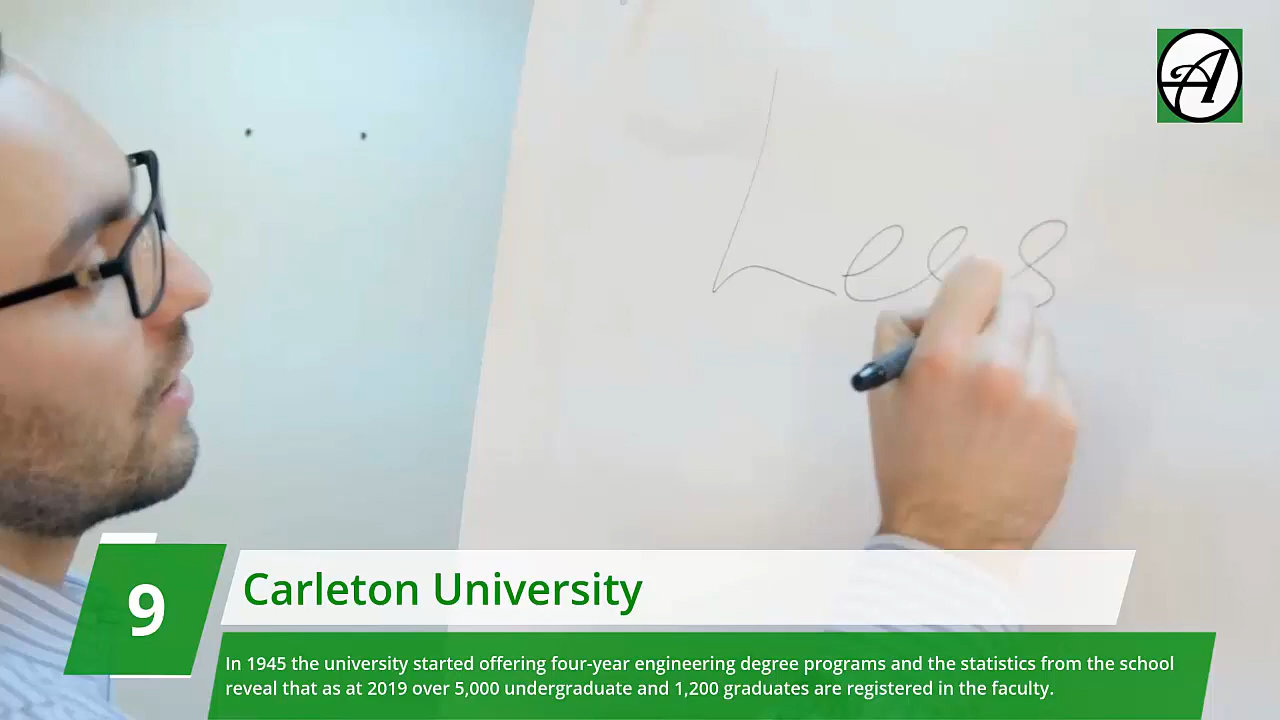 A
Lees
9
Carleton University
In 1945 the university started offering four-year engineering degree programs and the statistics from the school
reveal that as at 2019 over 5,000 undergraduate and 1,200 graduates are registered in the faculty.